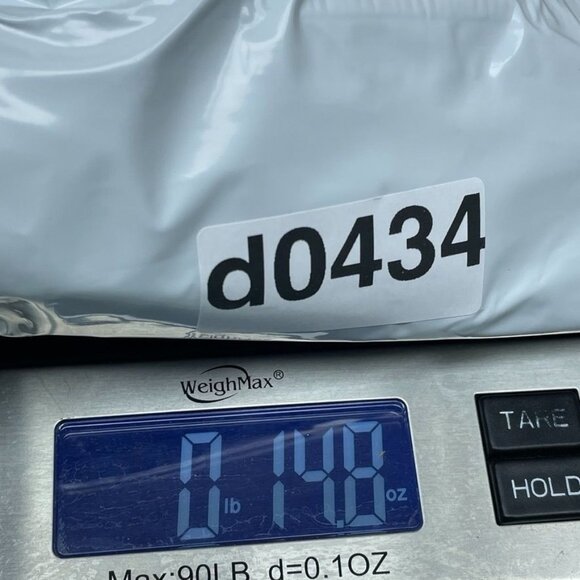 d0434
WeighMax®
TARE
0 lb 14.8 oz
HOLD
Max:90LB d=0.1OZ